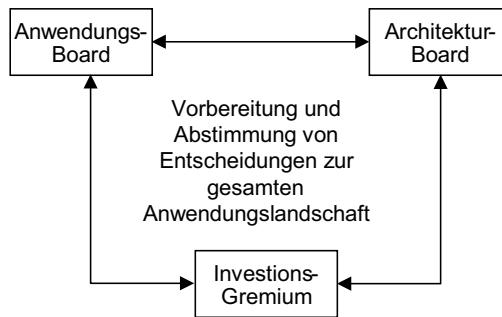 Anwendungs-
Board
Architektur-
Board
Vorbereitung und
Abstimmung von
Entscheidungen zur
gesamten
Anwendungslandschaft
Investions-
Gremium